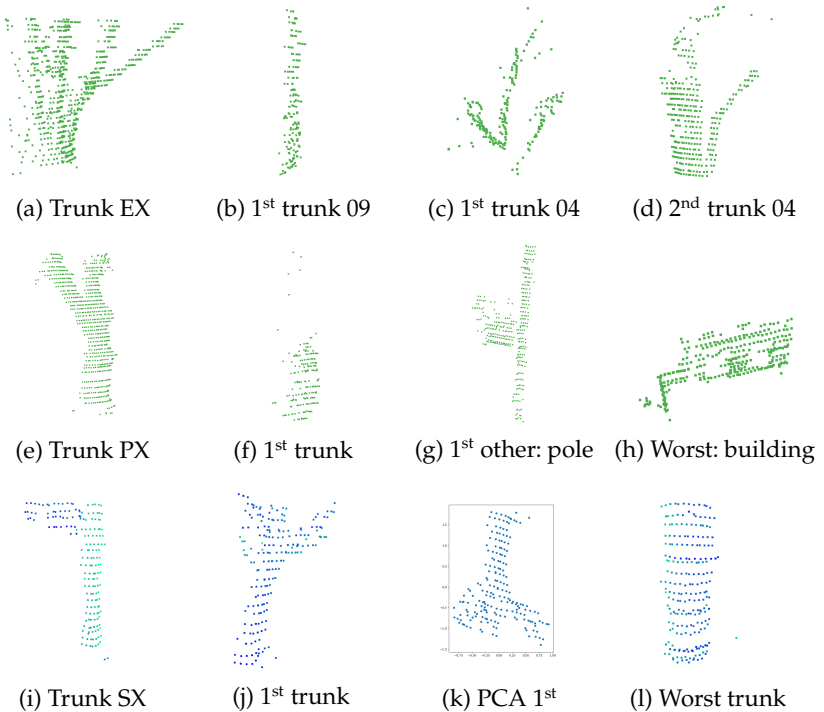 (a) Trunk EX
(b) 1st trunk 09
(c) 1st trunk 04
(d) 2nd trunk 04
(e) Trunk PX
(f) 1st trunk
(g) 1st other: pole
(h) Worst: building
(i) Trunk SX
(j) 1st trunk
(k) PCA 1st
(l) Worst trunk